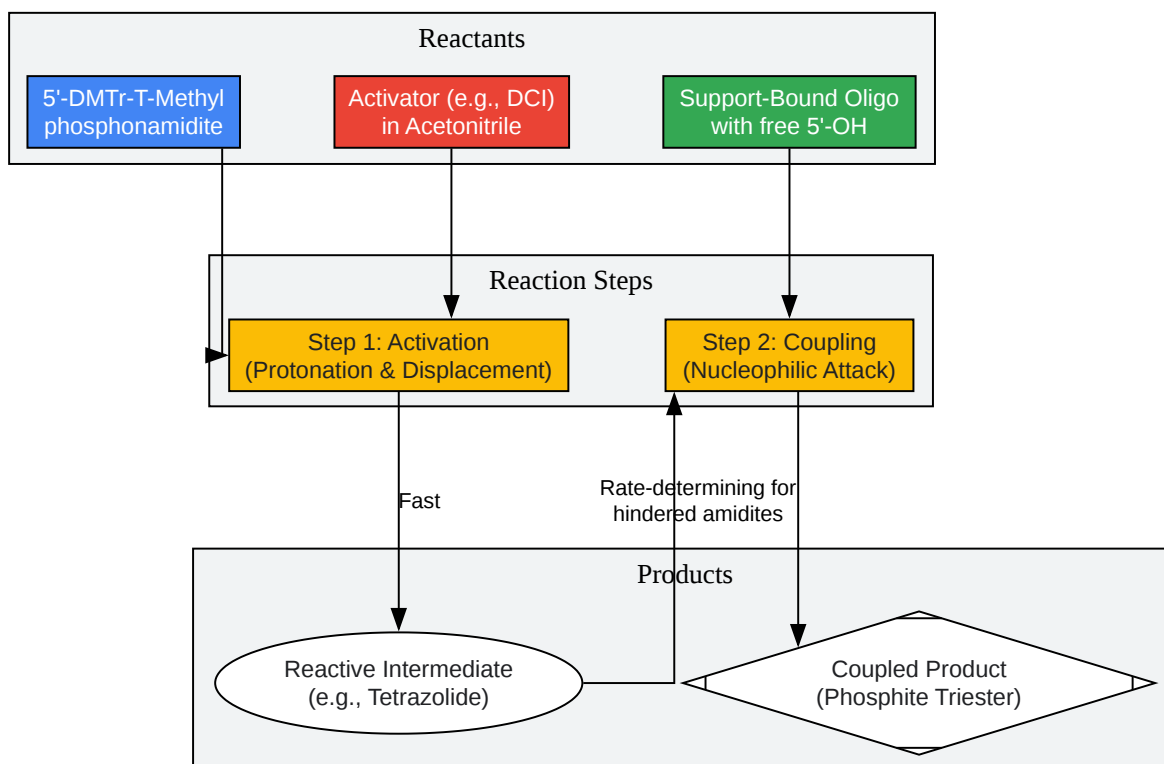 Reactants
5'-DMTr-T-Methyl
phosphonamidite
Activator (e.g., DCI)
in Acetonitrile
Support-Bound Oligo
with free 5'-OH
Reaction Steps
Step 1: Activation
(Protonation & Displacement)
Step 2: Coupling
(Nucleophilic Attack)
Fast
Rate-determining for
hindered amidites
Products
Reactive Intermediate
(e.g., Tetrazolide)
Coupled Product
(Phosphite Triester)